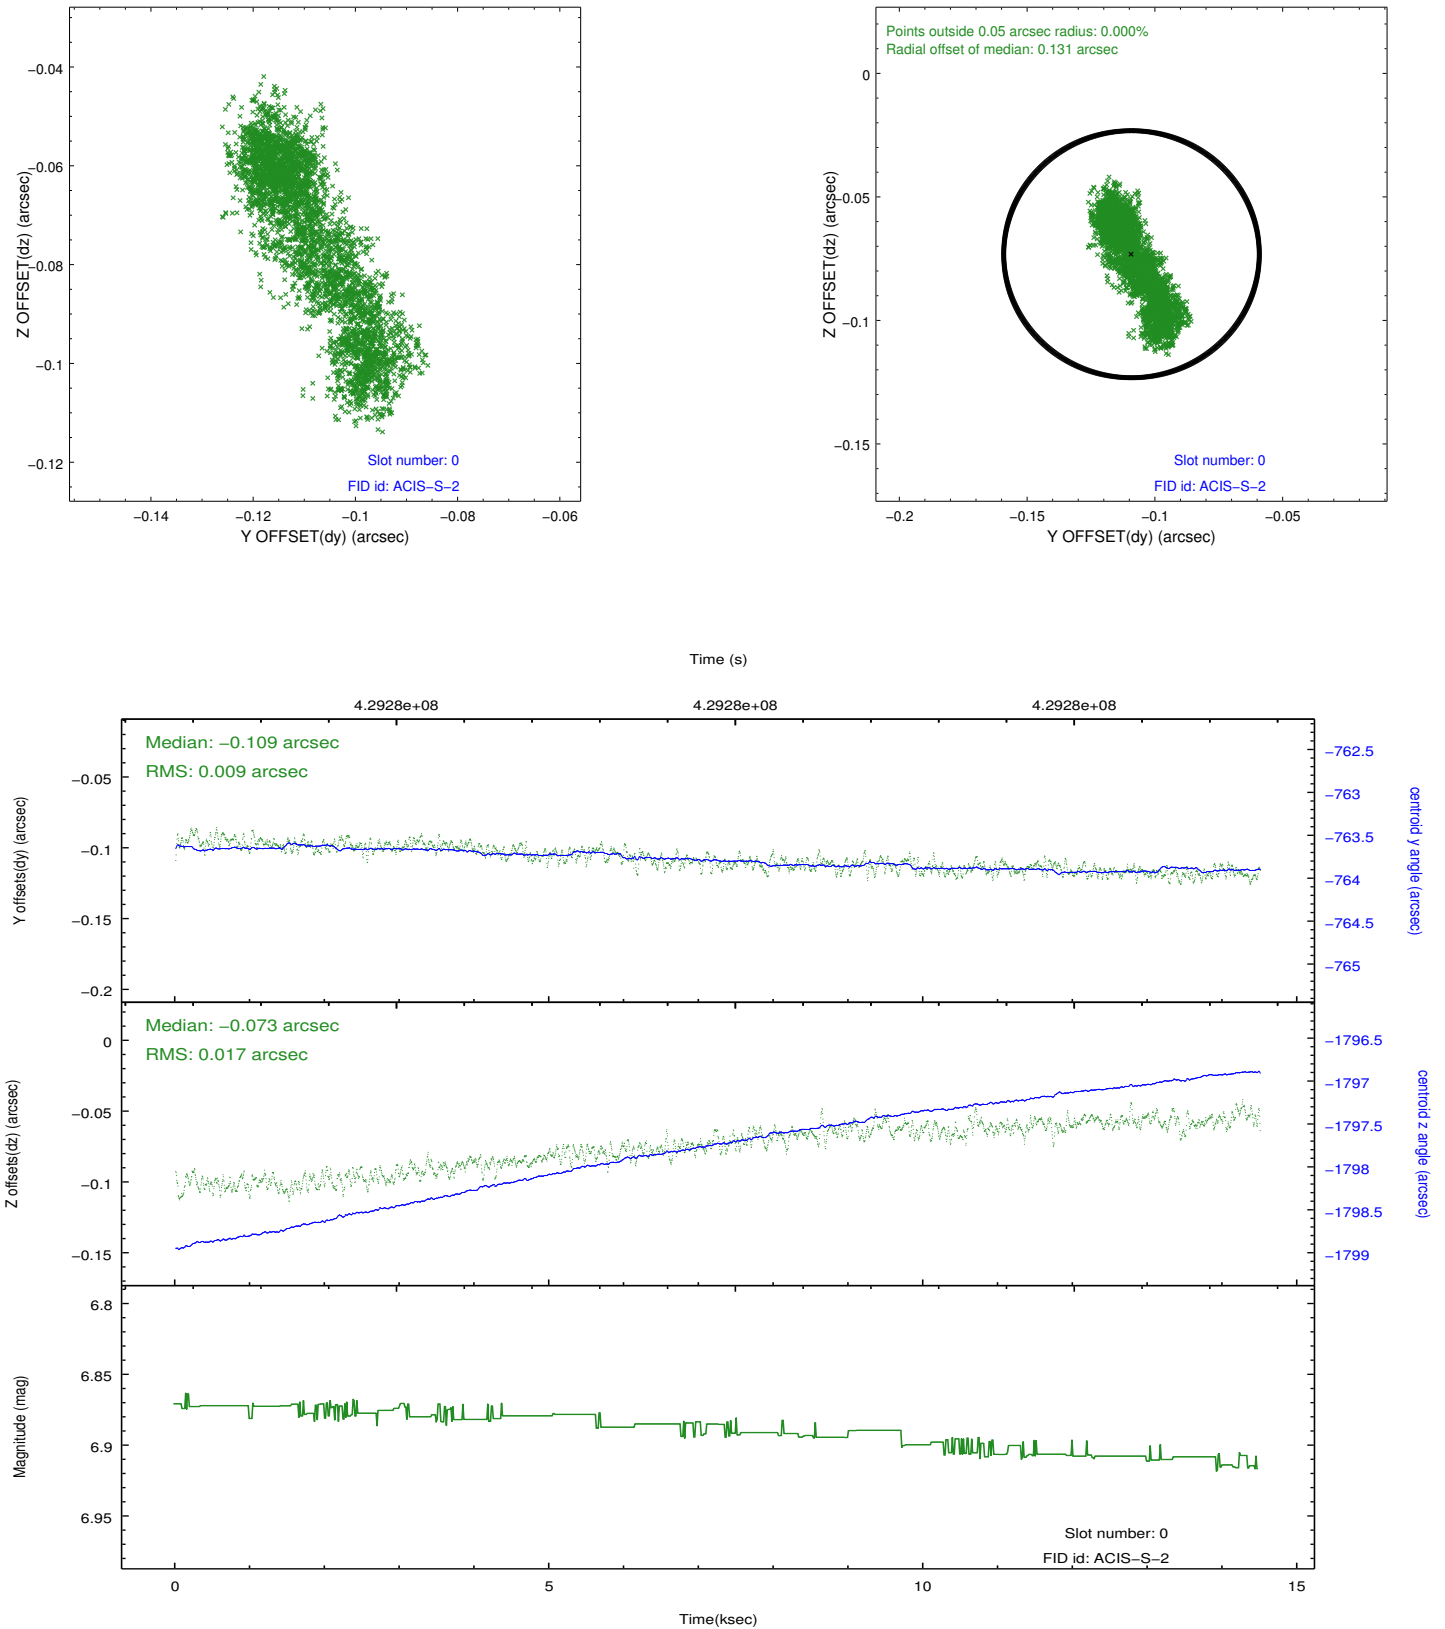 −0.04
−0.06
−0.08
−0.1
−0.12
Z OFFSET(dz) (arcsec)
Slot number: 0
FID id: ACIS−S−2
−0.14
−0.12
−0.1
−0.08
−0.06
Y OFFSET(dy) (arcsec)
Points outside 0.05 arcsec radius: 0.000%
Radial offset of median: 0.131 arcsec
0
−0.05
−0.1
−0.15
Z OFFSET(dz) (arcsec)
Slot number: 0
FID id: ACIS−S−2
−0.2
−0.15
−0.1
−0.05
Y OFFSET(dy) (arcsec)
Time (s)
4.2928e+08
4.2928e+08
4.2928e+08
Median: −0.109 arcsec
RMS: 0.009 arcsec
−0.05
−0.1
−0.15
−0.2
Y offsets(dy) (arcsec)
−762.5
−763
−763.5
−764
−764.5
−765
centroid y angle (arcsec)
Median: −0.073 arcsec
RMS: 0.017 arcsec
0
−0.05
−0.1
−0.15
Z offsets(dz) (arcsec)
−1796.5
−1797
−1797.5
−1798
−1798.5
−1799
centroid z angle (arcsec)
6.8
6.85
6.9
6.95
Magnitude (mag)
Slot number: 0
FID id: ACIS−S−2
0
5
10
15
Time(ksec)